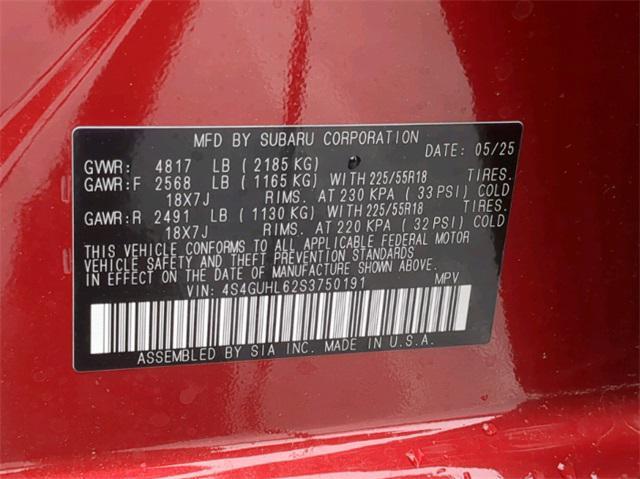 MFD BY SUBARU CORPORATION
GVWR: 4817 LB (2185 KG) DATE: 05/25
GAWR:F 2568 LB (1165 KG) WITH 225/55R18 TIRES.
18X7J RIMS. AT 230 KPA (33 PSI) COLD
GAWR:R 2491 LB (1130 KG) WITH 225/55R18 TIRES.
18X7J RIMS. AT 220 KPA (32 PSI) COLD
THIS VEHICLE CONFORMS TO ALL APPLICABLE FEDERAL MOTOR
VEHICLE SAFETY AND THEFT PREVENTION STANDARDS
IN EFFECT ON THE DATE OF MANUFACTURE SHOWN ABOVE.
VIN: 4S4GUHL62S3750191 MPV
ASSEMBLED BY SIA INC. MADE IN U.S.A.